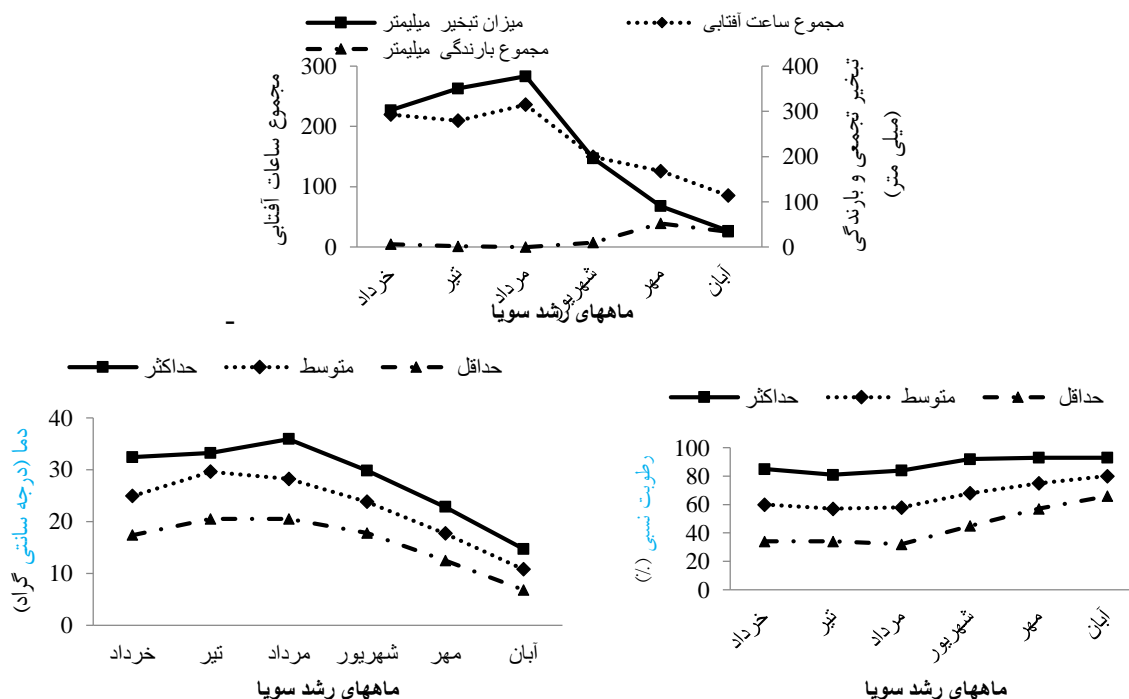 میزان تبخیر میلیمتر
مجموع ساعت آفتابی
مجموع بارندگی میلیمتر
مجموع ساعات آفتابی
300
200
100
0
400
300
200
100
0
تبخیر تجمعی و بارندگی
(میلی متر)
خرداد
تیر
مرداد
شهریور
مهر
آبان
ماههای رشد سویا
-
حداکثر
متوسط
حداقل
دما (درجه سانتی گراد)
40
30
20
10
0
خرداد
تیر
مرداد
شهریور
مهر
آبان
ماههای رشد سویا
حداکثر
متوسط
حداقل
رطوبت نسبی (٪)
100
80
60
40
20
0
خرداد
تیر
مرداد
شهریور
مهر
آبان
ماههای رشد سویا